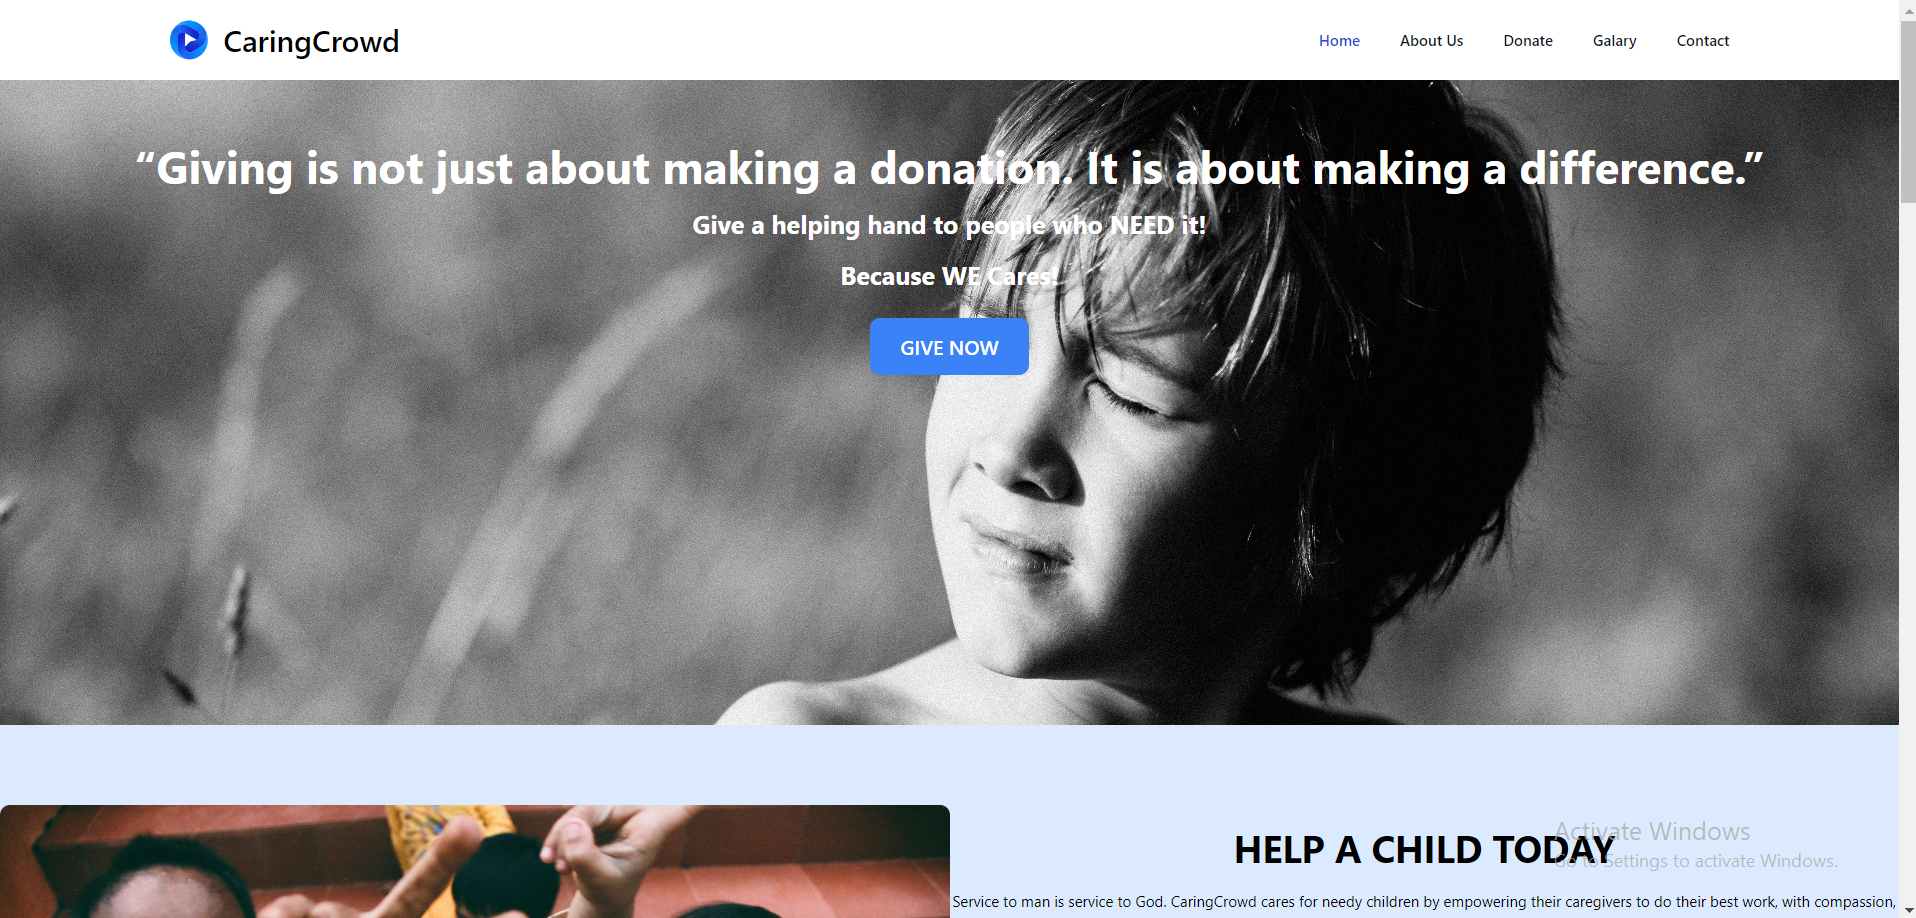 CaringCrowd
Home About Us Donate Galary Contact
“Giving is not just about making a donation. It is about making a difference.”
Give a helping hand to people who NEED it!
Because WE Cares!
GIVE NOW
HELP A CHILD TODAY
Activate Windows
Go to Settings to activate Windows.
Service to man is service to God. CaringCrowd cares for needy children by empowering their caregivers to do their best work, with compassion,